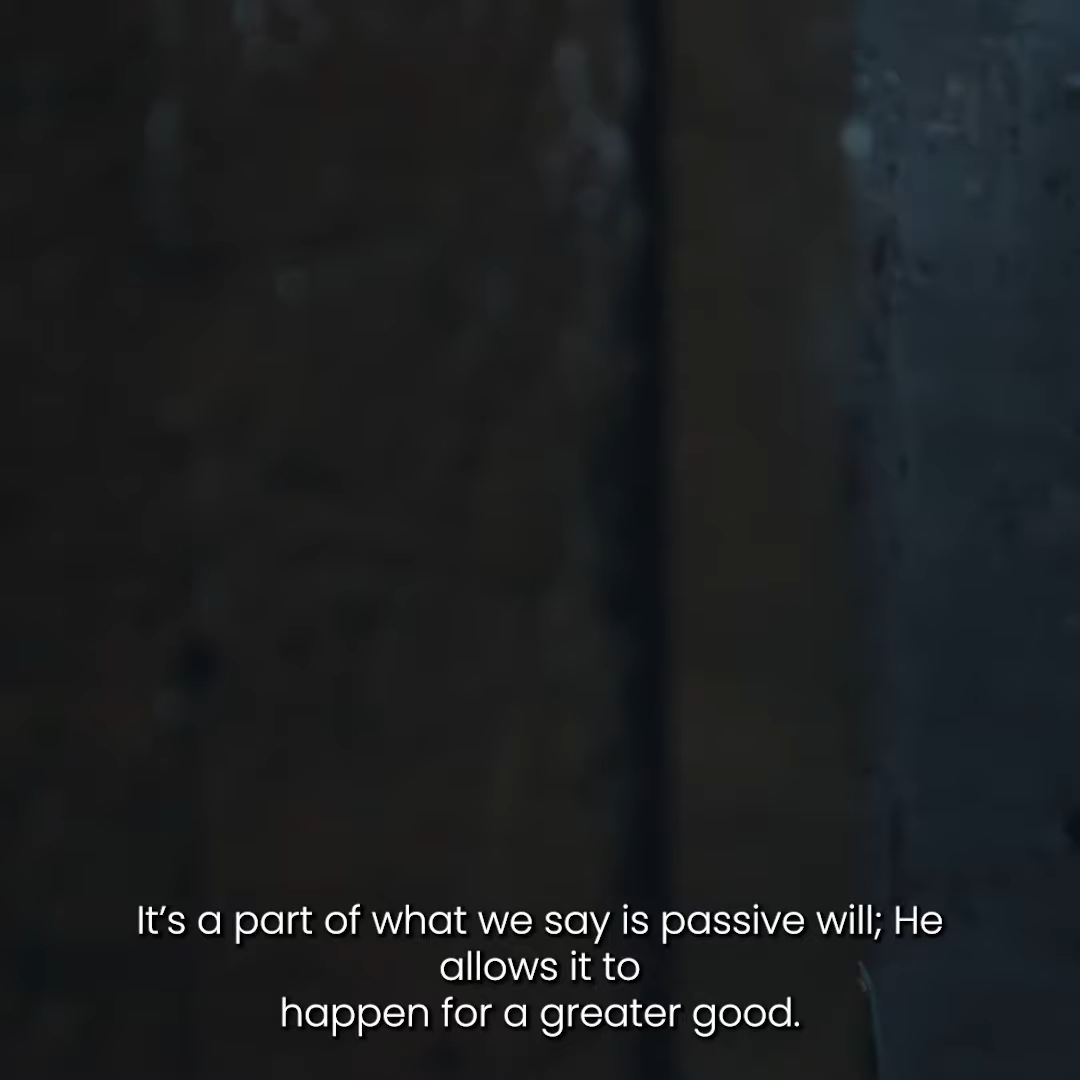 It’s a part of what we say is passive will; He
allows it to
happen for a greater good.